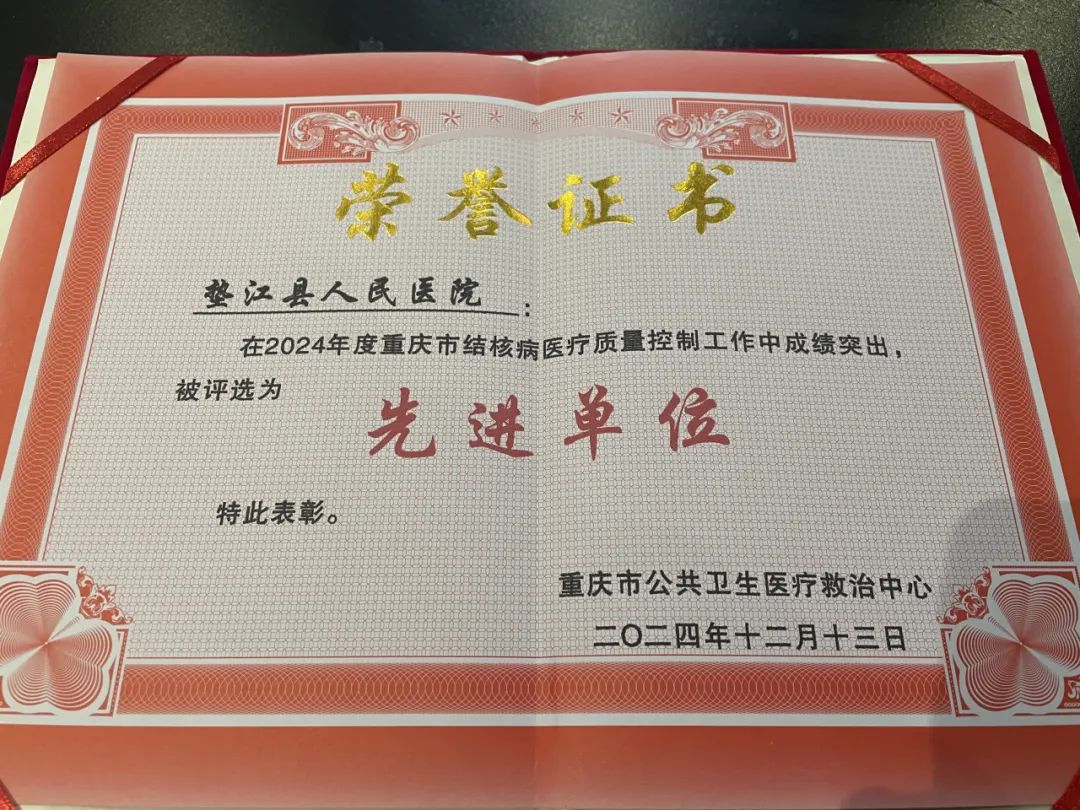 荣誉证书
垫江县人民医院：
在2024年度重庆市结核病医疗质量控制工作中成绩突出，
被评选为
先进单位
特此表彰。
重庆市公共卫生医疗救治中心
二〇二四年十二月十三日